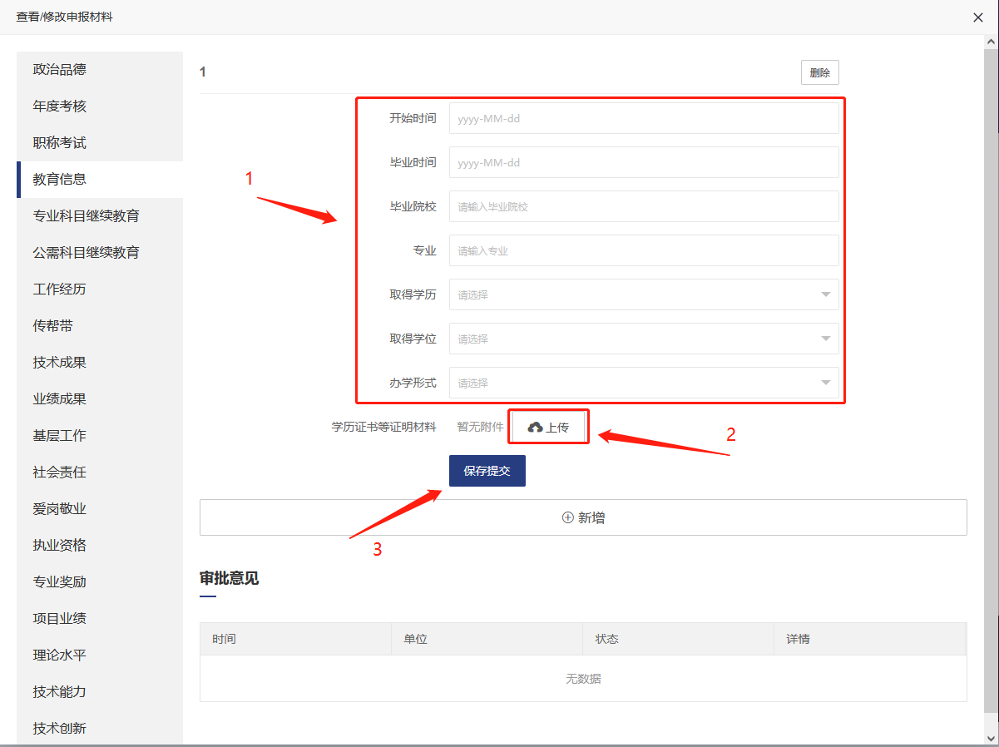 查看/修改申报材料
政治品德
年度考核
职称考试
教育信息
专业科目继续教育
公需科目继续教育
工作经历
传帮带
技术成果
业绩成果
基层工作
社会责任
爱岗敬业
执业资格
专业奖励
项目业绩
理论水平
技术能力
技术创新
1 删除
开始时间 yyyy-MM-dd
毕业时间 yyyy-MM-dd
1
毕业院校 请输入毕业院校
专业 请输入专业
取得学历 请选择
取得学位 请选择
办学形式 请选择
学历证书等证明材料 暂无附件 上传
2
保存提交
3
新增
审批意见
时间 单位 状态 详情
无数据